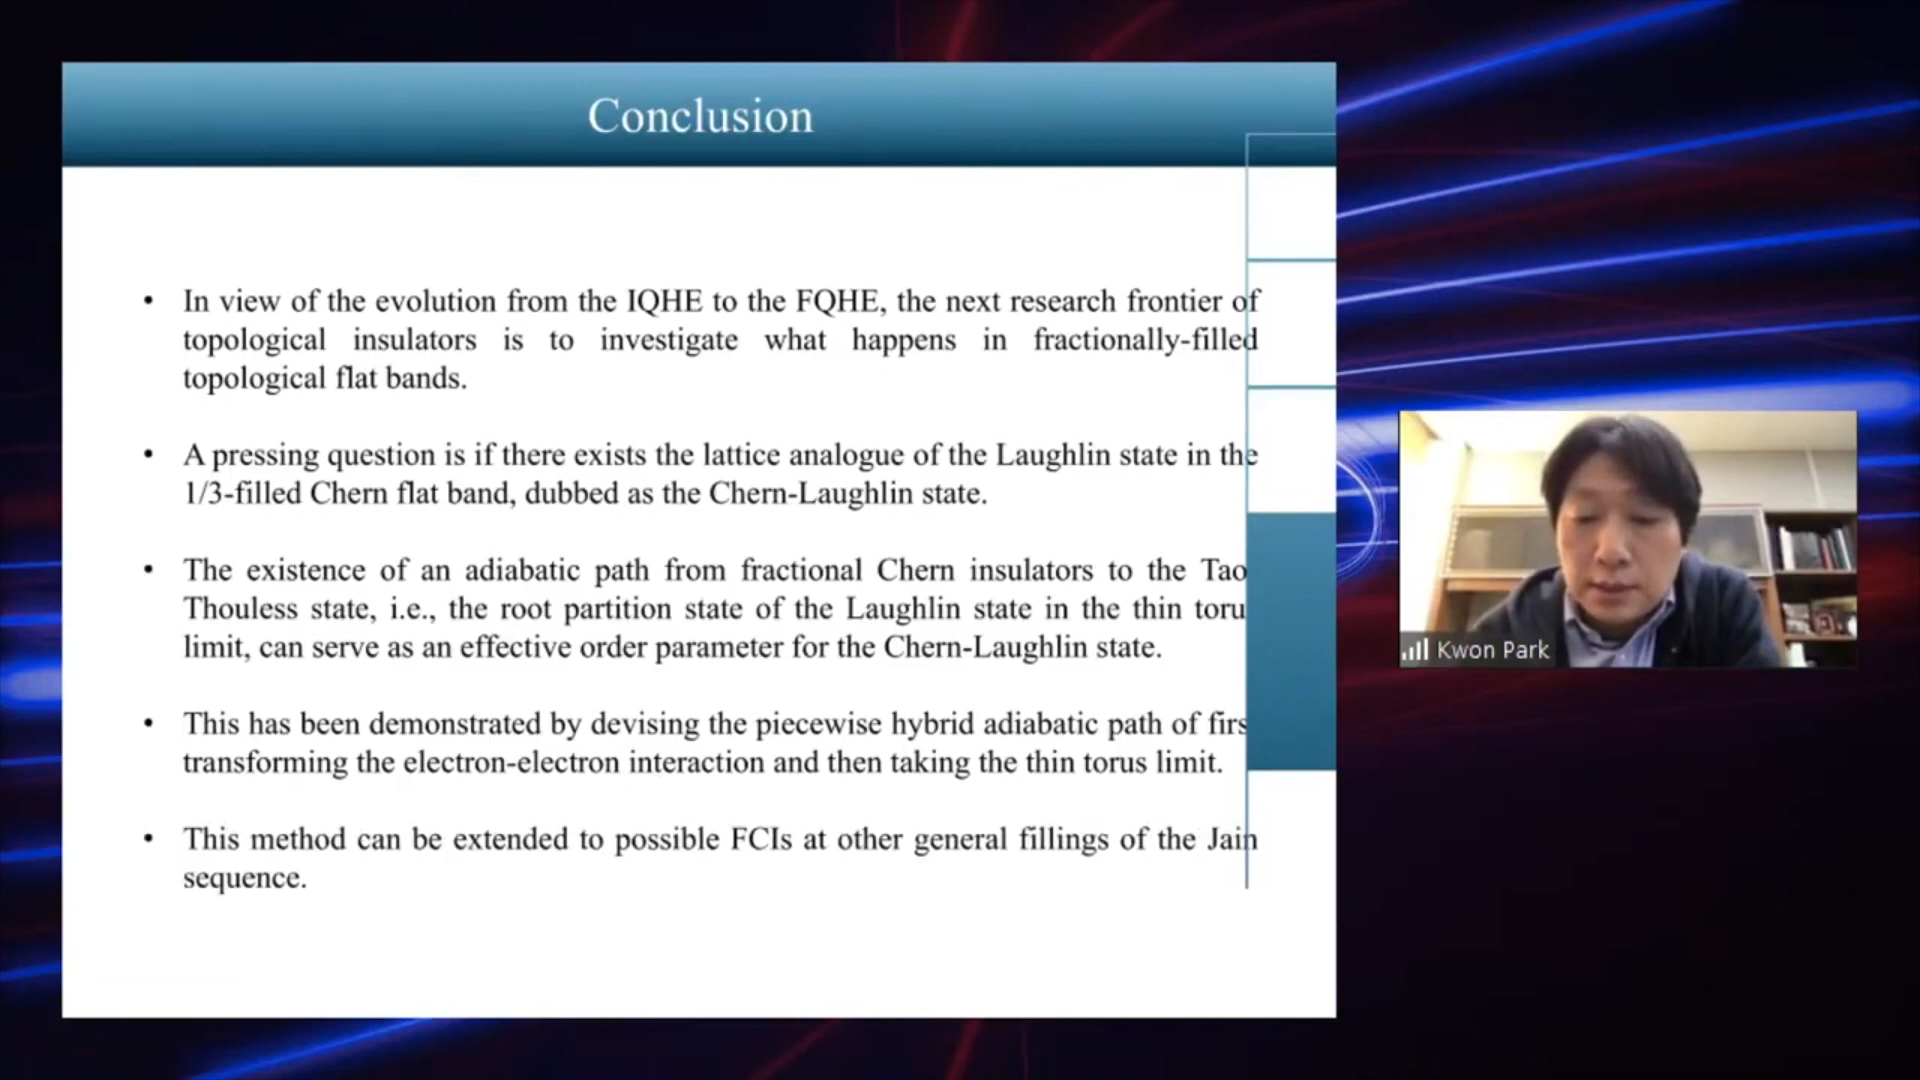 Conclusion
• In view of the evolution from the IQHE to the FQHE, the next research frontier of
topological insulators is to investigate what happens in fractionally-filled
topological flat bands.
• A pressing question is if there exists the lattice analogue of the Laughlin state in the
1/3-filled Chern flat band, dubbed as the Chern-Laughlin state.
• The existence of an adiabatic path from fractional Chern insulators to the Tao
Thouless state, i.e., the root partition state of the Laughlin state in the thin toru
limit, can serve as an effective order parameter for the Chern-Laughlin state.
• This has been demonstrated by devising the piecewise hybrid adiabatic path of firs
transforming the electron-electron interaction and then taking the thin torus limit.
• This method can be extended to possible FCIs at other general fillings of the Jain
sequence.
Kwon Park